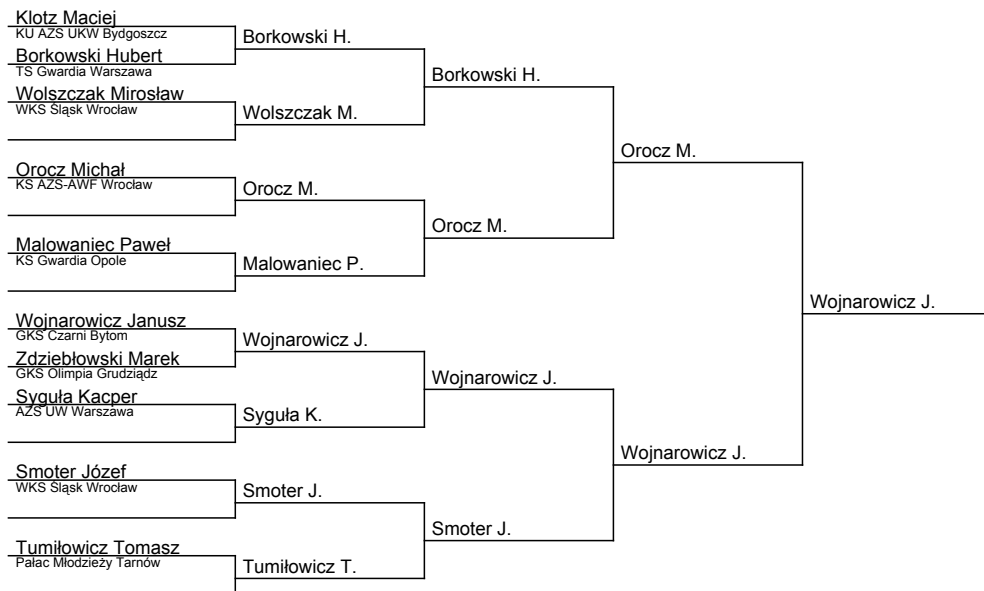 Klotz Maciej
KU AZS UKW Bydgoszcz
Borkowski H.
Borkowski Hubert
TS Gwardia Warszawa
Borkowski H.
Wolszczak Mirosław
WKS Śląsk Wrocław
Wolszczak M.
Orocz M.
Orocz Michał
KS AZS-AWF Wrocław
Orocz M.
Orocz M.
Malowaniec Paweł
KS Gwardia Opole
Malowaniec P.
Wojnarowicz J.
Wojnarowicz Janusz
GKS Czarni Bytom
Wojnarowicz J.
Zdziebłowski Marek
GKS Olimpia Grudziądz
Wojnarowicz J.
Syguła Kacper
AZS UW Warszawa
Syguła K.
Wojnarowicz J.
Smoter Józef
WKS Śląsk Wrocław
Smoter J.
Smoter J.
Tumiłowicz Tomasz
Pałac Młodzieży Tarnów
Tumiłowicz T.